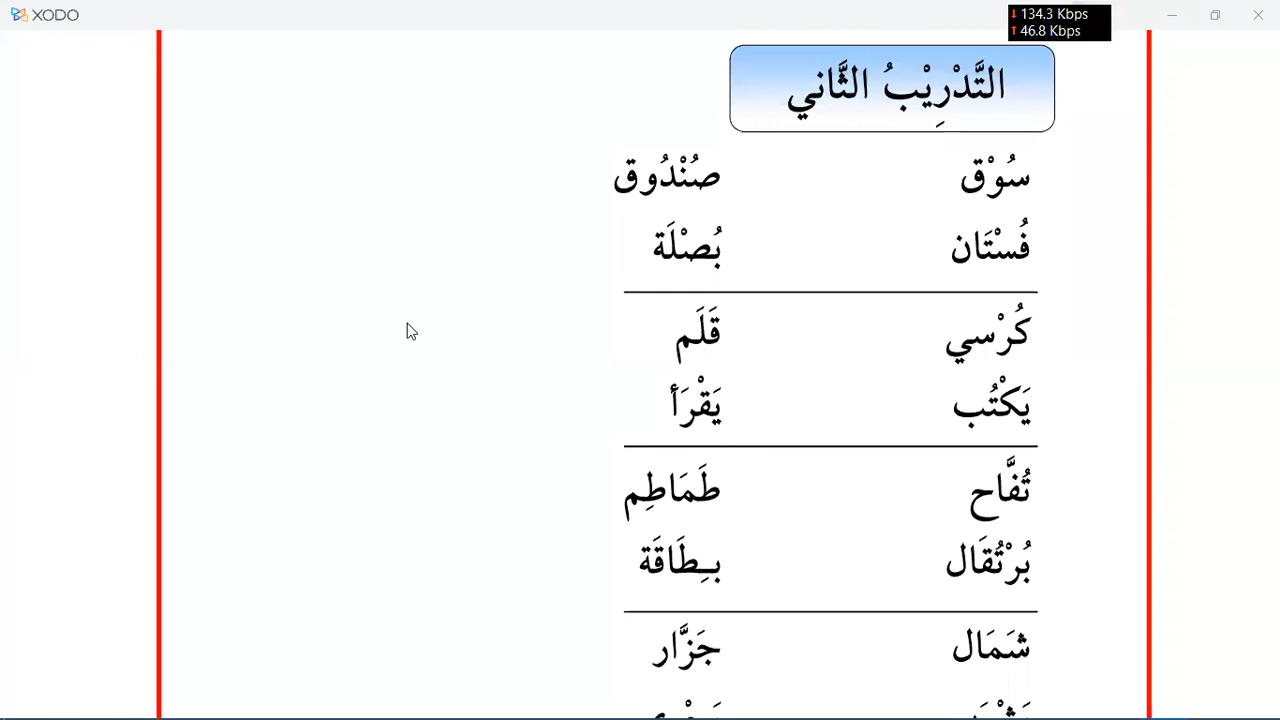 XODO
↓ 134.3 Kbps
↑ 46.8 Kbps
التَّدْرِيْبُ الثَّاني
سُوْق صُنْدُوق
فُسْتَان بُصْلَة
كُرْسي قَلَم
يَكْتُب يَقْرَأ
تُفَّاح طَمَاطِم
بُرْتُقَال بِطَاقَة
شَمَال جَزَّار